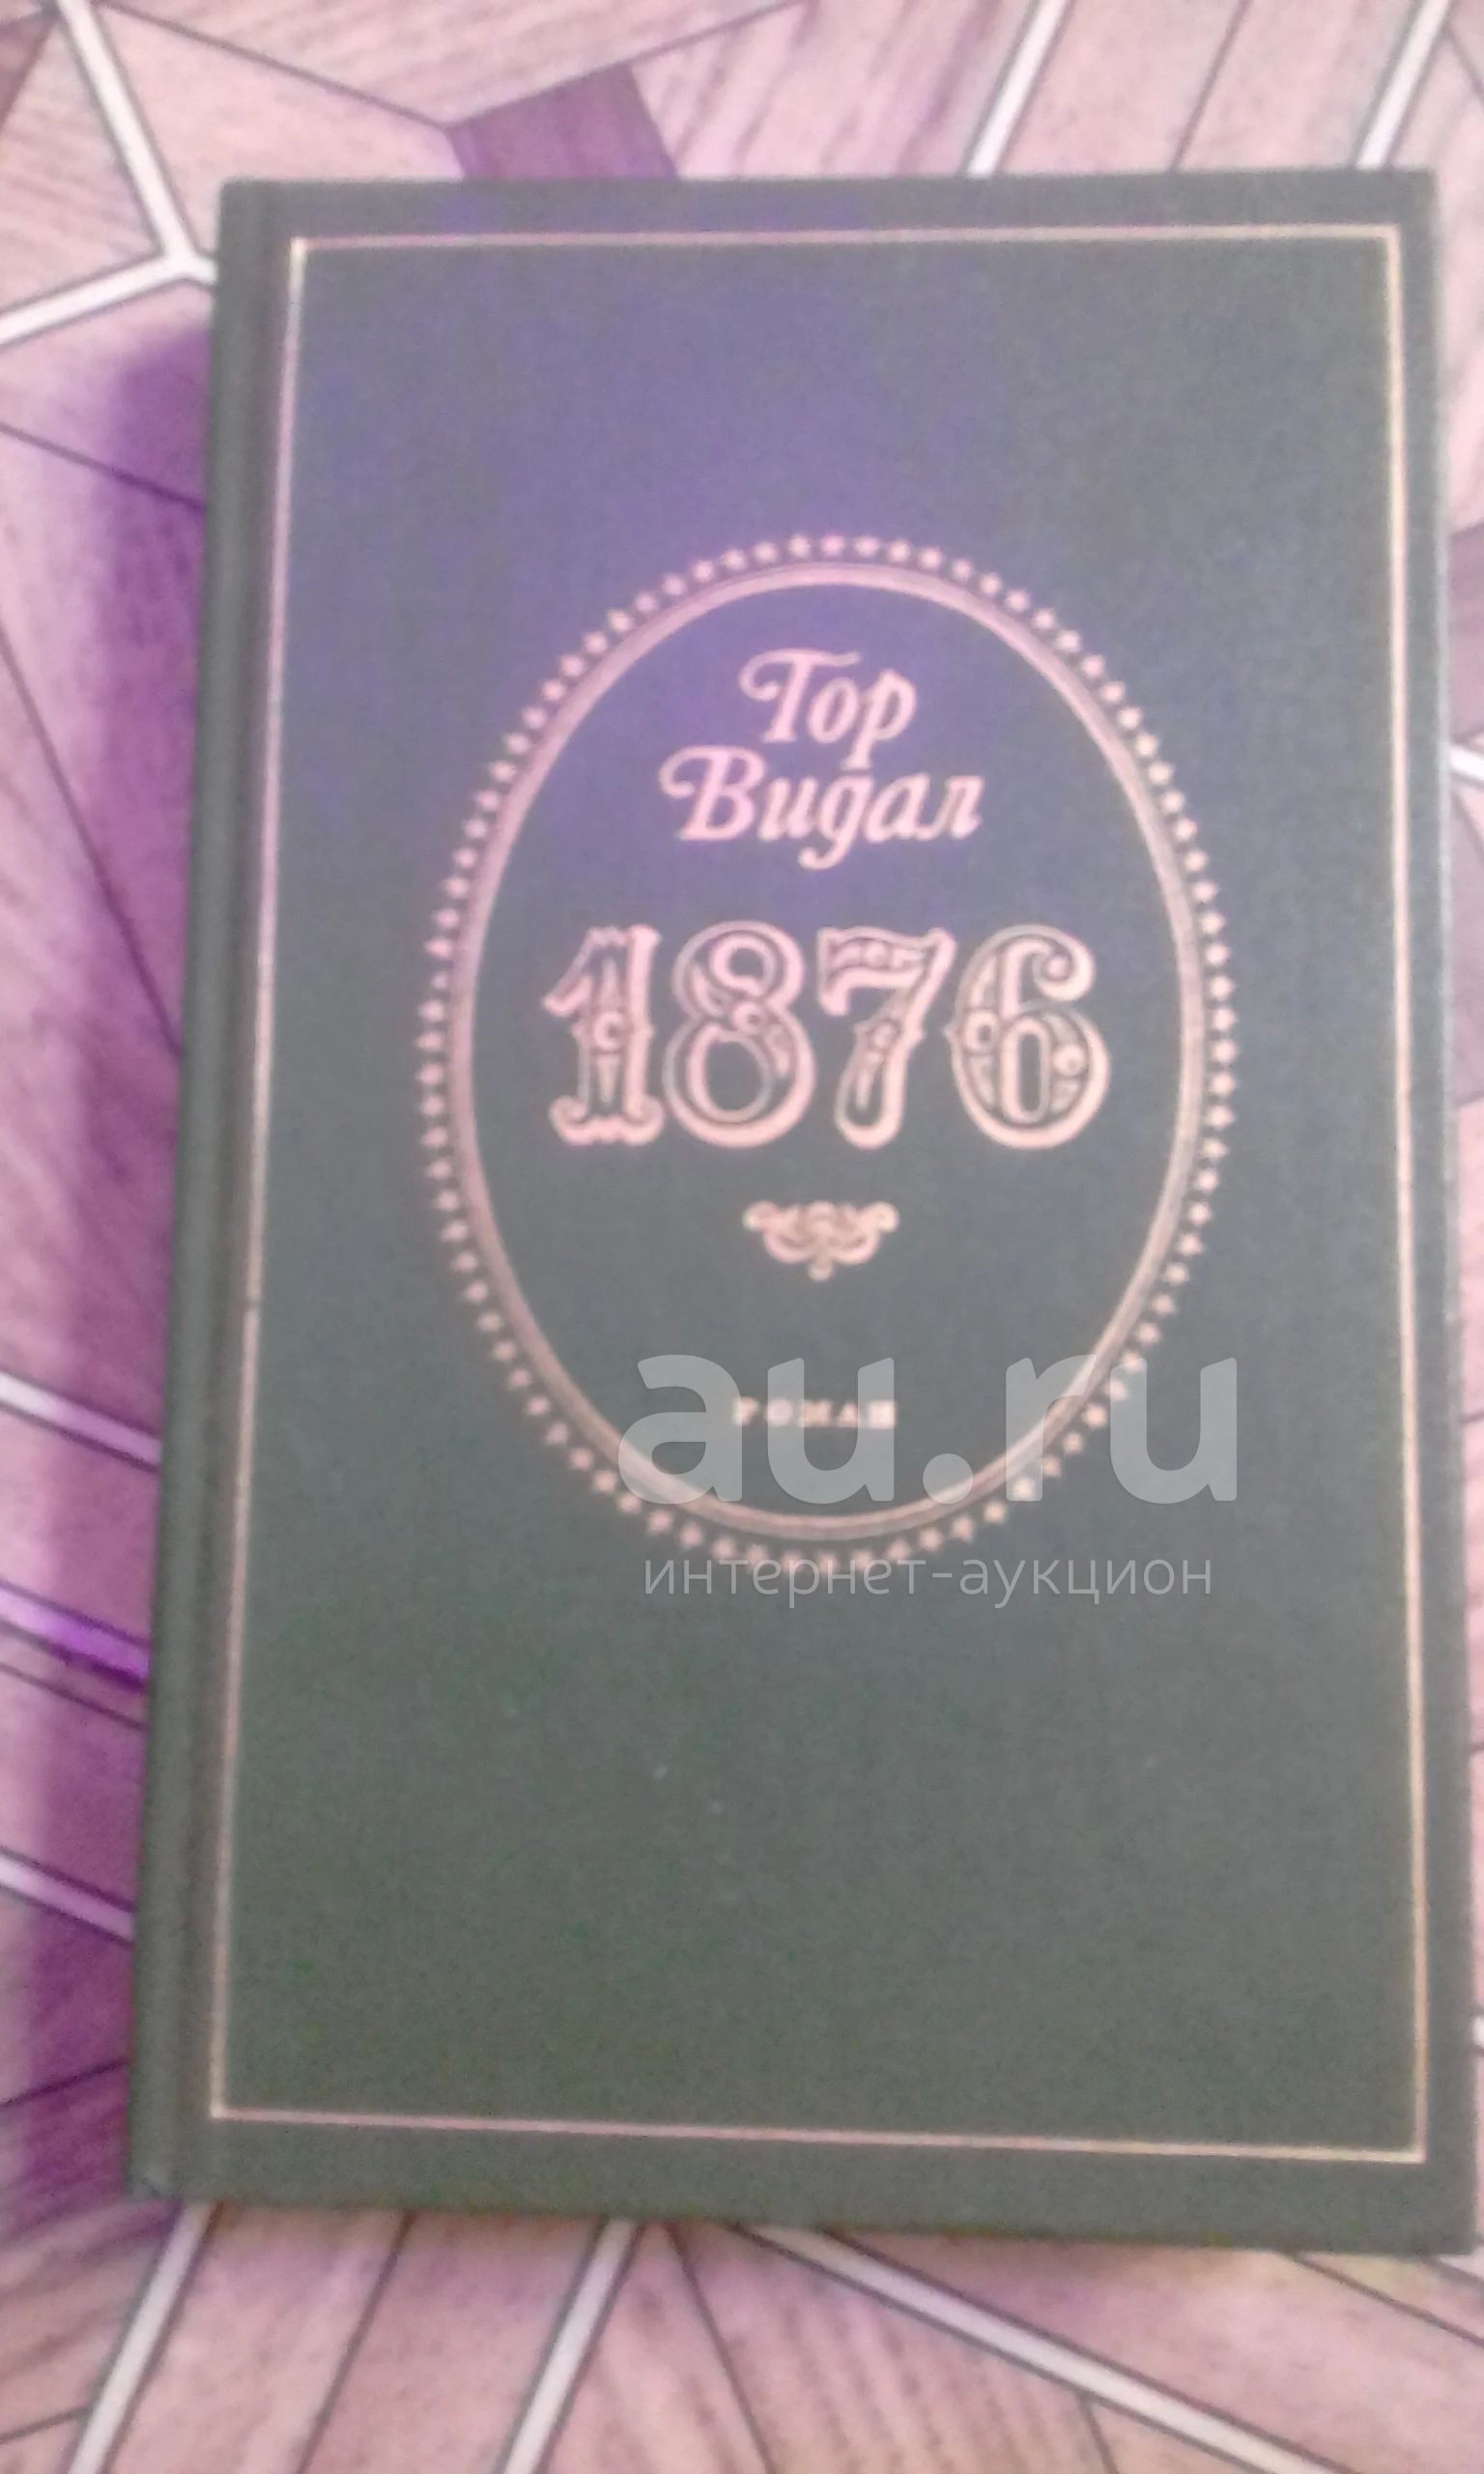 Гор
Видал
1876
РОМАН
au.ru
интернет-аукцион